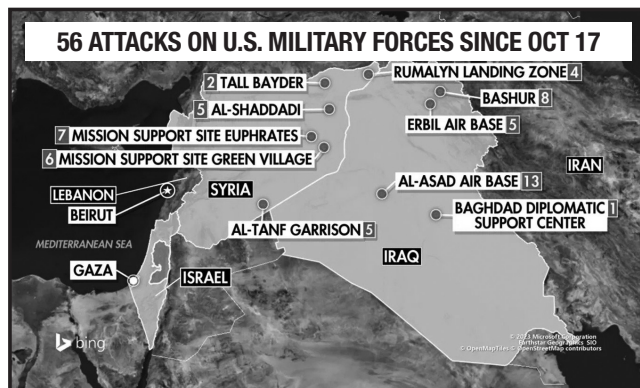 56 ATTACKS ON U.S. MILITARY FORCES SINCE OCT 17
RUMALYN LANDING ZONE 4
2 TALL BAYDER
BASHUR 8
5 AL-SHADDADI
ERBIL AIR BASE 5
7 MISSION SUPPORT SITE EUPHRATES
6 MISSION SUPPORT SITE GREEN VILLAGE
IRAN
LEBANON
SYRIA
AL-ASAD AIR BASE 13
BEIRUT
BAGHDAD DIPLOMATIC 1
SUPPORT CENTER
AL-TANF GARRISON 5
MEDITERRANEAN SEA
IRAQ
GAZA
ISRAEL
bing
© 2023 Microsoft Corporation
Earthstar Geographics SIO
© OpenMapTiles © OpenStreetMap contributors